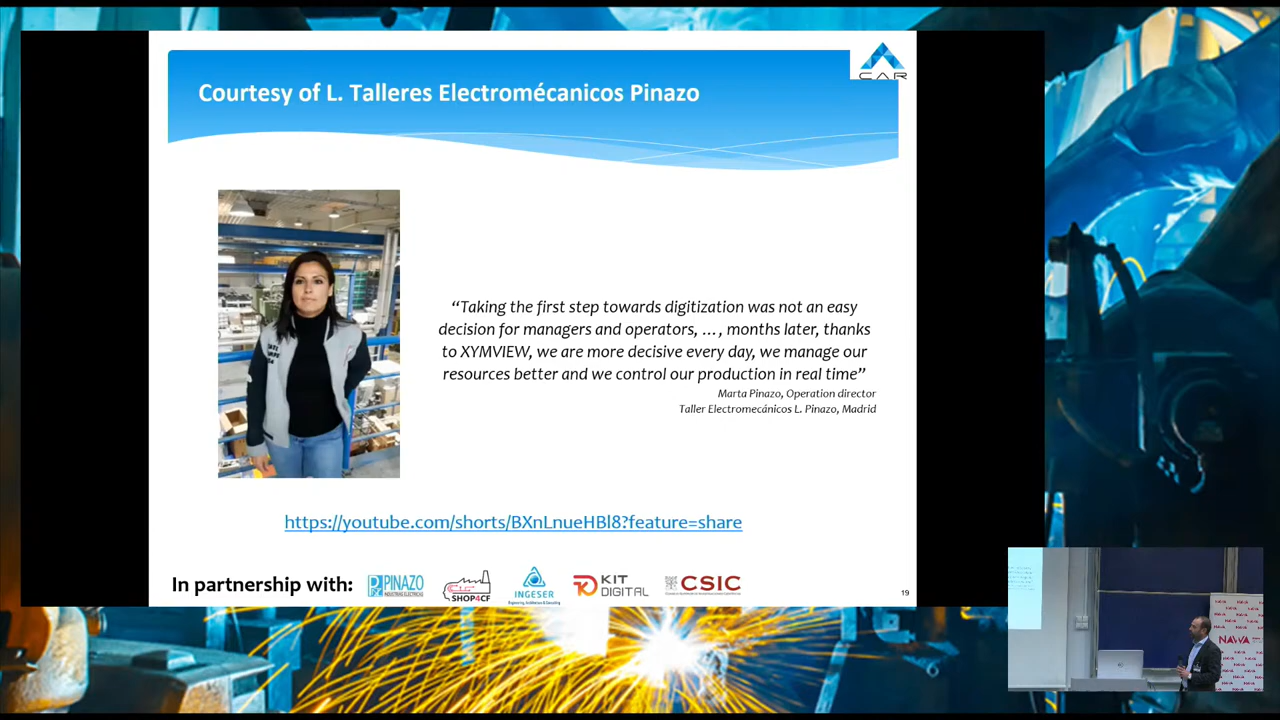 CAR
Courtesy of L. Talleres Electromécanicos Pinazo
“Taking the first step towards digitization was not an easy
decision for managers and operators, …, months later, thanks
to XYMVIEW, we are more decisive every day, we manage our
resources better and we control our production in real time”
Marta Pinazo, Operation director
Taller Electromecánicos L. Pinazo, Madrid
https://youtube.com/shorts/BXnLnueHBl8?feature=share
In partnership with:
PINAZO
INDUSTRIAS ELECTRICAS
SHOP4CF
INGESER
KIT
DIGITAL
CSIC
19
NAWA